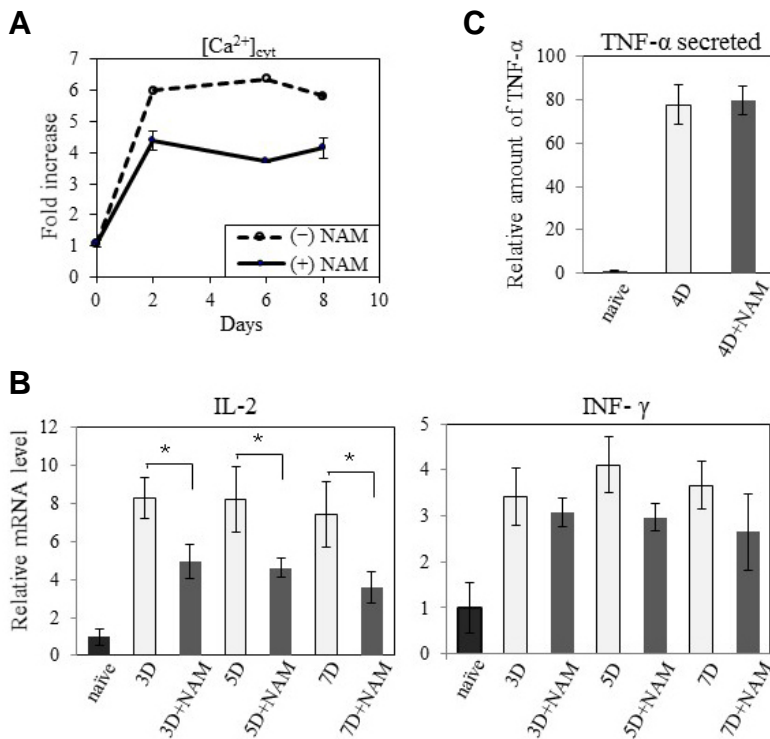 A
[Ca²⁺]cyt
Fold increase
7
6
5
4
3
2
1
0
0 2 4 6 8 10
Days
(−) NAM
(+) NAM
C
TNF-α secreted
Relative amount of TNF-α
100
80
60
40
20
0
naïve 4D 4D+NAM
B
IL-2
Relative mRNA level
12
10
8
6
4
2
0
* * *
naïve 3D 3D+NAM 5D 5D+NAM 7D 7D+NAM
INF- γ
5
4
3
2
1
0
naïve 3D 3D+NAM 5D 5D+NAM 7D 7D+NAM